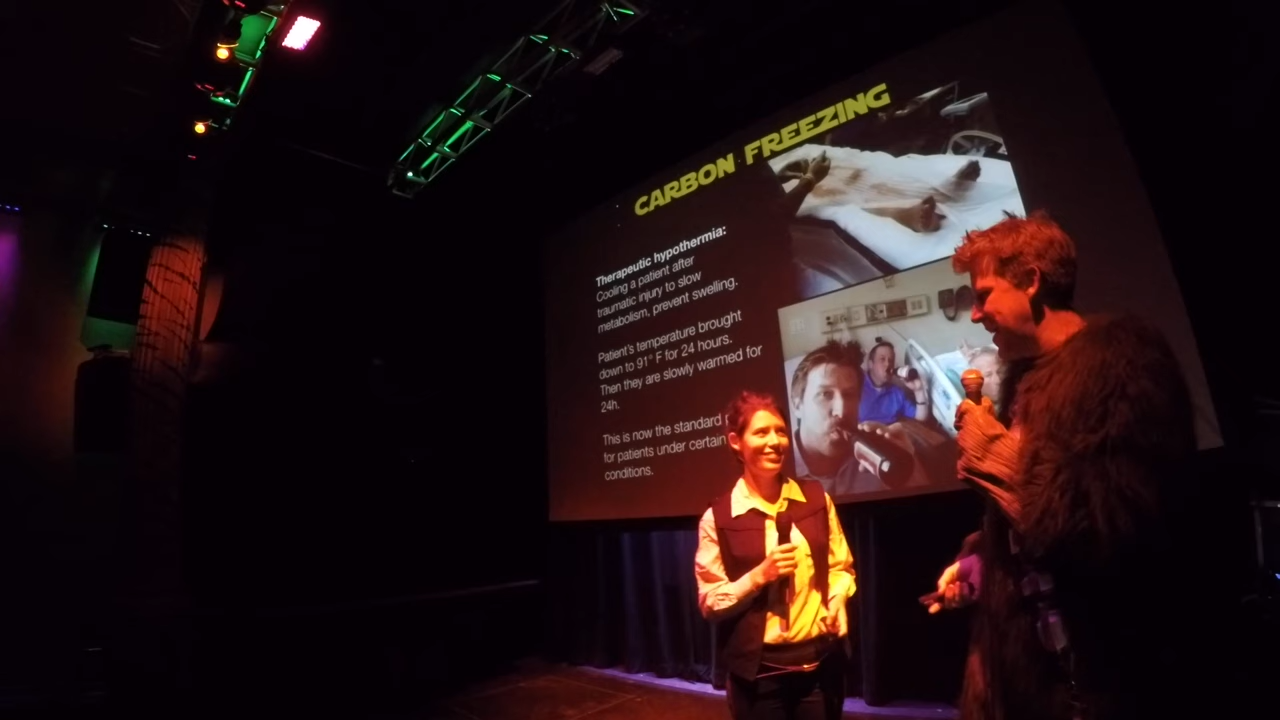 CARBON FREEZING
Therapeutic hypothermia:
Cooling a patient after
traumatic injury to slow
metabolism, prevent swelling.
Patient's temperature brought
down to 91° F for 24 hours.
Then they are slowly warmed for
24h.
This is now the standard
for patients under certain
conditions.